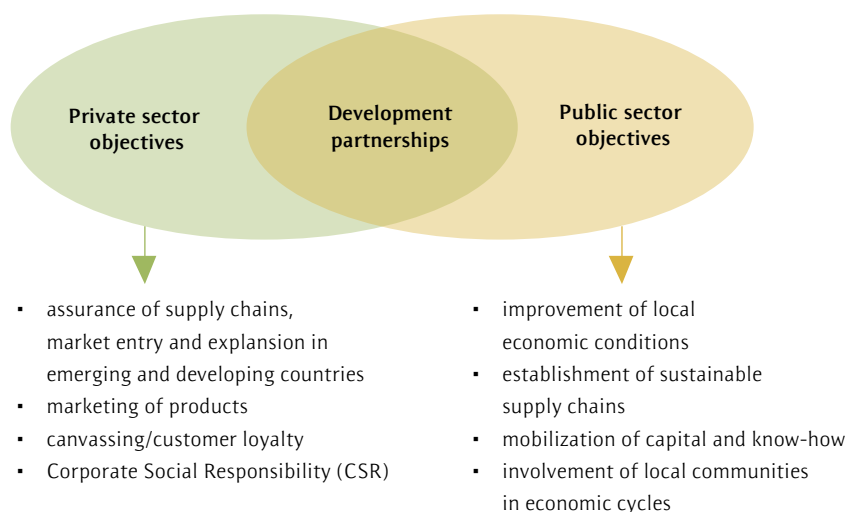 Private sector
objectives
Development
partnerships
Public sector
objectives
▪ assurance of supply chains,
market entry and explansion in
emerging and developing countries
▪ marketing of products
▪ canvassing/customer loyalty
▪ Corporate Social Responsibility (CSR)
▪ improvement of local
economic conditions
▪ establishment of sustainable
supply chains
▪ mobilization of capital and know-how
▪ involvement of local communities
in economic cycles